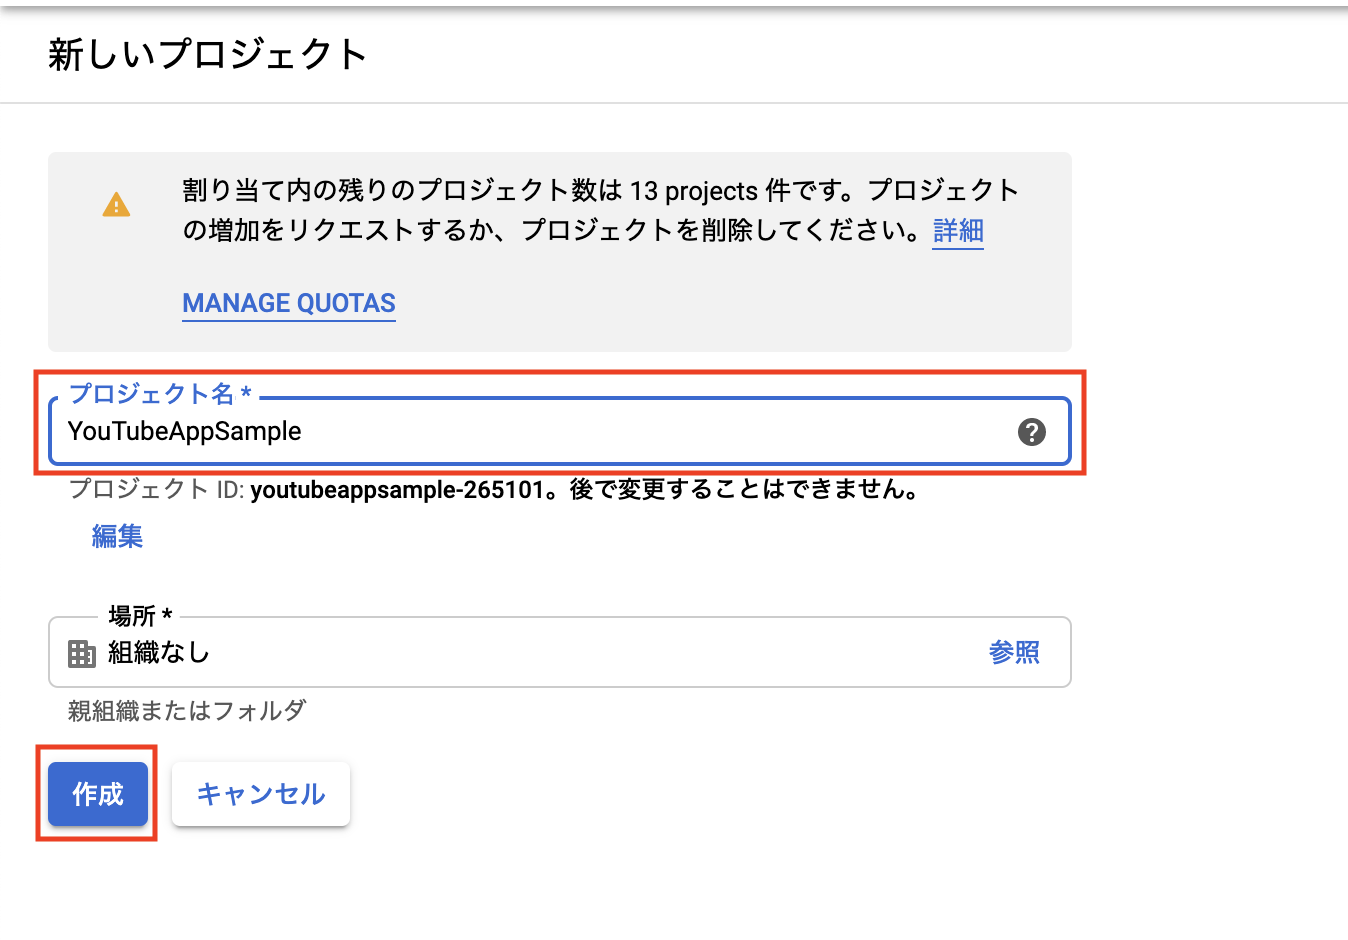 新しいプロジェクト
割り当て内の残りのプロジェクト数は 13 projects 件です。プロジェクト
の増加をリクエストするか、プロジェクトを削除してください。詳細
MANAGE QUOTAS
プロジェクト名 *
YouTubeAppSample
プロジェクト ID: youtubeappsample-265101。後で変更することはできません。
編集
場所 *
組織なし 参照
親組織またはフォルダ
作成 キャンセル